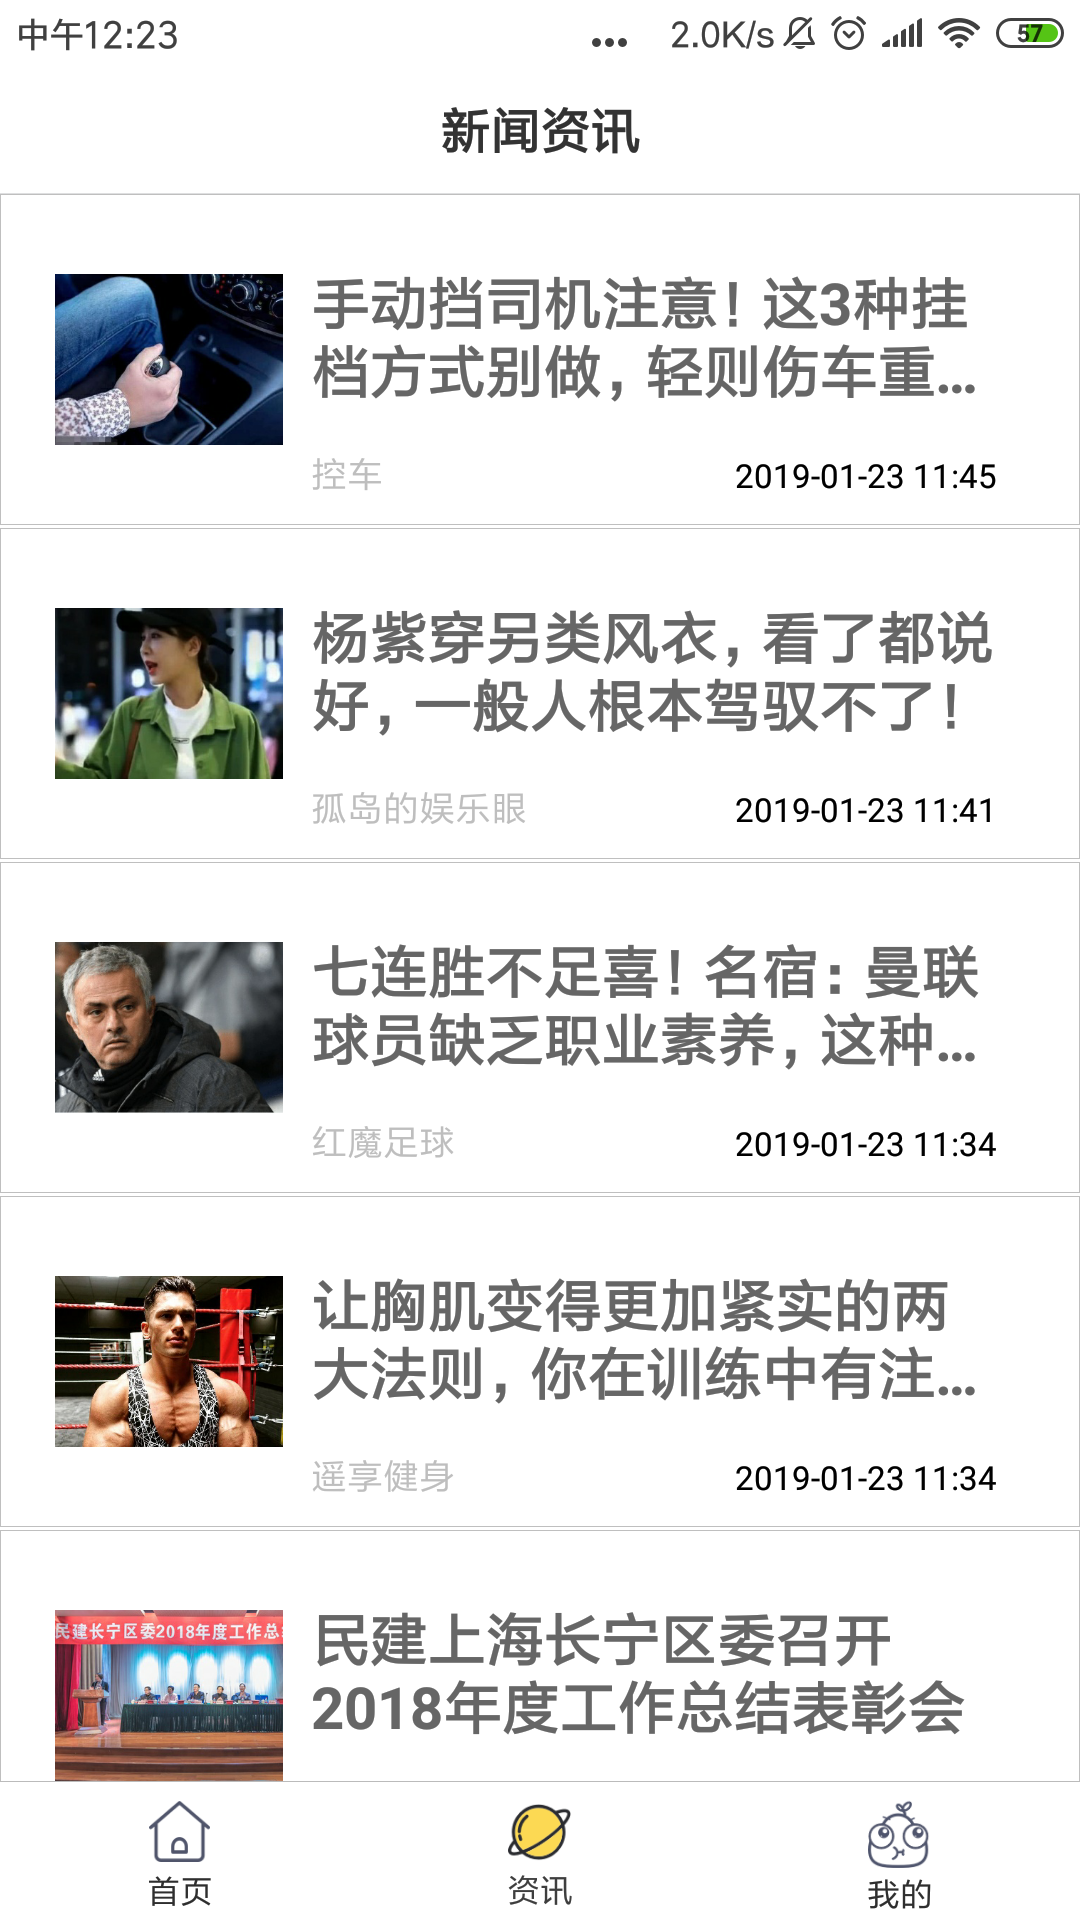 中午12:23
... 2.0K/s 57
新闻资讯
手动挡司机注意！这3种挂
档方式别做，轻则伤车重...
控车 2019-01-23 11:45
杨紫穿另类风衣，看了都说
好，一般人根本驾驭不了！
孤岛的娱乐眼 2019-01-23 11:41
七连胜不足喜！名宿：曼联
球员缺乏职业素养，这种...
红魔足球 2019-01-23 11:34
让胸肌变得更加紧实的两
大法则，你在训练中有注...
遥享健身 2019-01-23 11:34
民建长宁区委2018年度工作总
民建上海长宁区委召开
2018年度工作总结表彰会
首页 资讯 我的